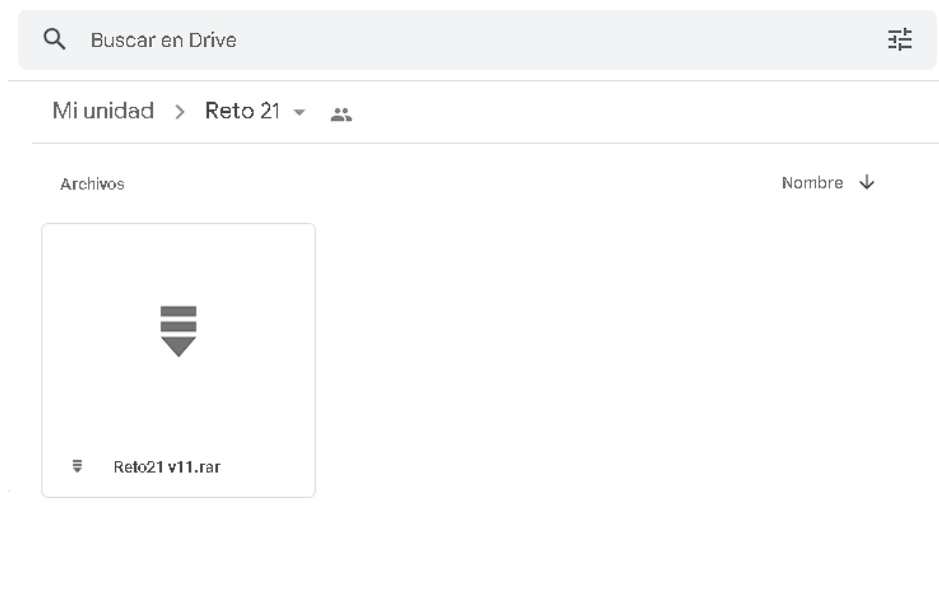 Buscar en Drive
Mi unidad > Reto 21
Archivos
Nombre
Reto21 v11.rar